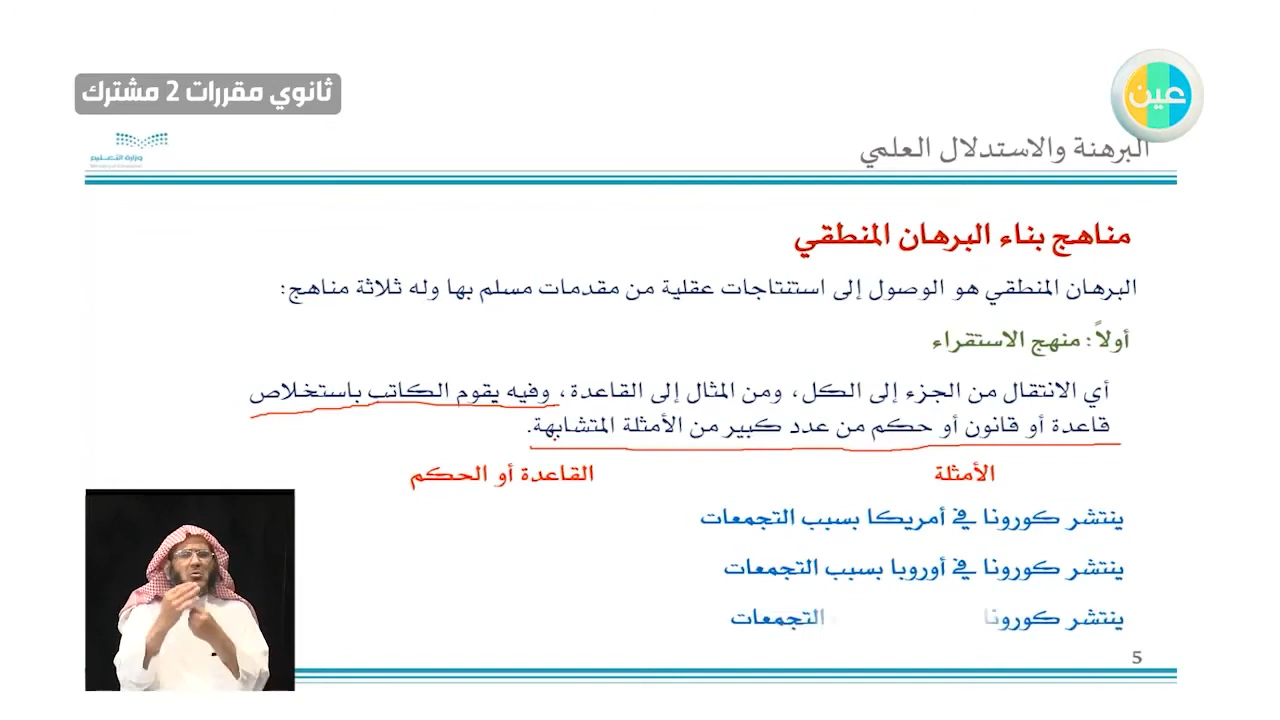 ثانوي مقررات 2 مشترك
عين
وزارة التعليم
البرهنة والاستدلال العلمي
مناهج بناء البرهان المنطقي
البرهان المنطقي هو الوصول إلى استنتاجات عقلية من مقدمات مسلم بها وله ثلاثة مناهج:
أولاً: منهج الاستقراء
أي الانتقال من الجزء إلى الكل، ومن المثال إلى القاعدة، وفيه يقوم الكاتب باستخلاص
قاعدة أو قانون أو حكم من عدد كبير من الأمثلة المتشابهة.
الأمثلة القاعدة أو الحكم
ينتشر كورونا في أمريكا بسبب التجمعات
ينتشر كورونا في أوروبا بسبب التجمعات
ينتشر كورونا التجمعات
5